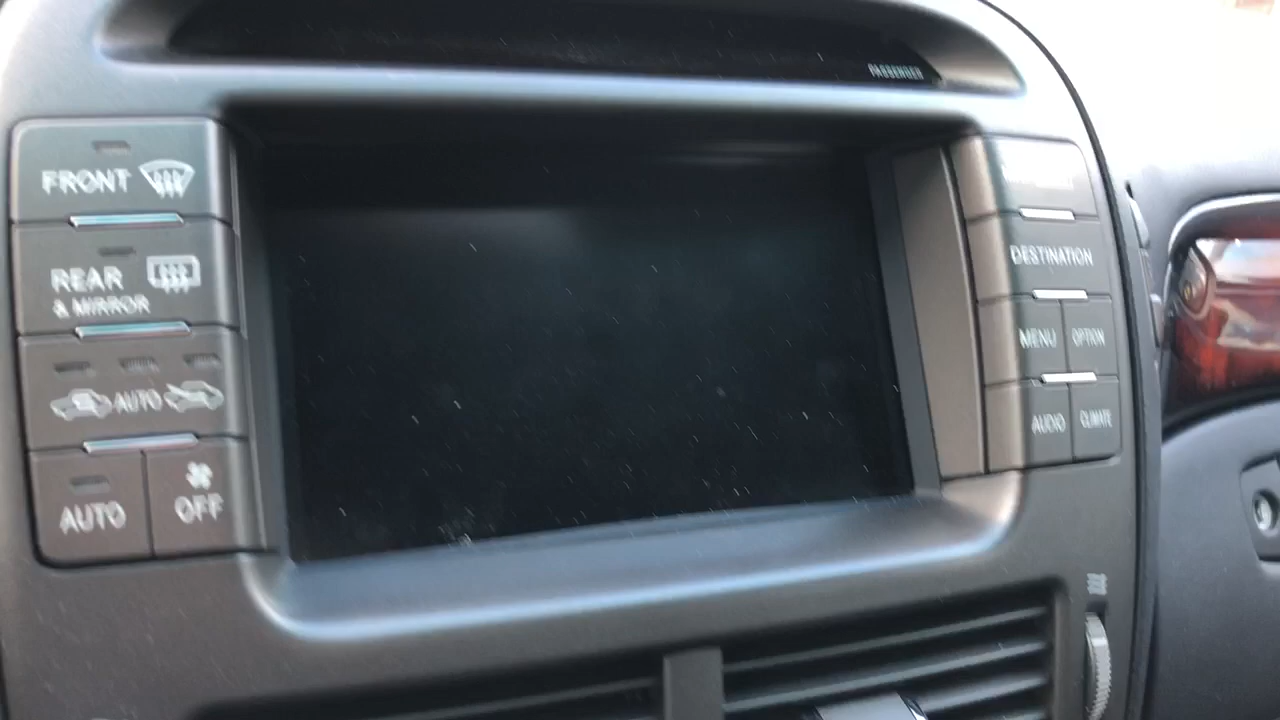 PASSENGER
FRONT
REAR
& MIRROR
AUTO
AUTO
OFF
DESTINATION
MENU
OPTION
AUDIO
CLIMATE